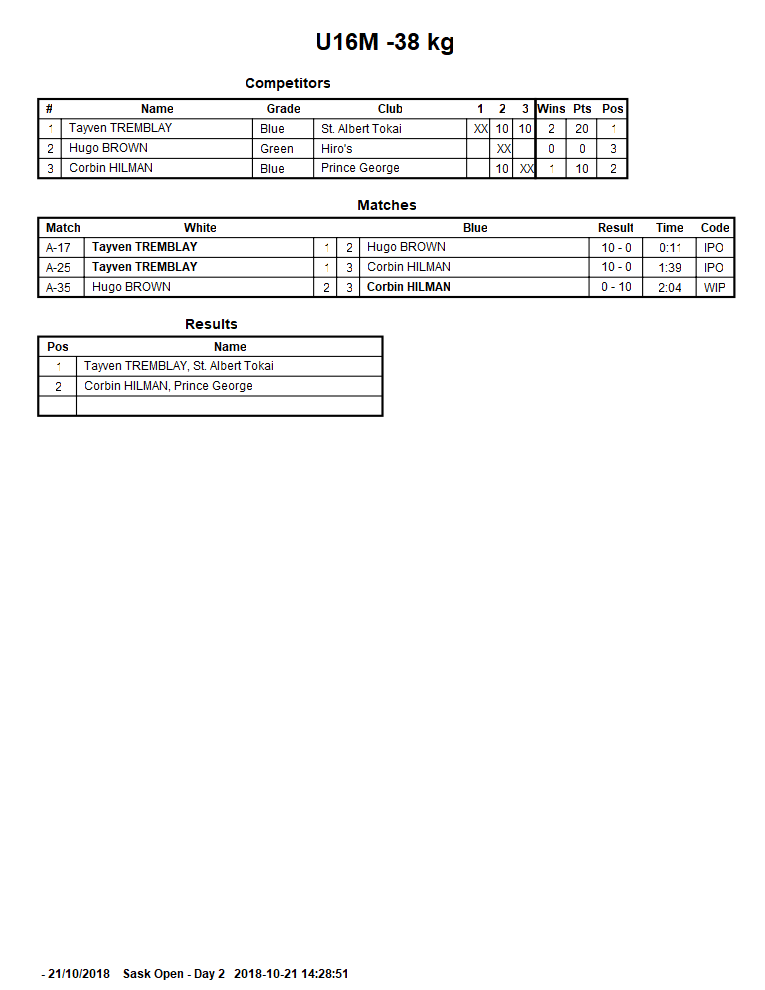 U16M -38 kg
Competitors
# Name Grade Club 1 2 3 Wins Pts Pos
1 Tayven TREMBLAY Blue St. Albert Tokai XX 10 10 2 20 1
2 Hugo BROWN Green Hiro's XX 0 0 3
3 Corbin HILMAN Blue Prince George 10 XX 1 10 2
Matches
Match White Blue Result Time Code
A-17 Tayven TREMBLAY 1 2 Hugo BROWN 10 - 0 0:11 IPO
A-25 Tayven TREMBLAY 1 3 Corbin HILMAN 10 - 0 1:39 IPO
A-35 Hugo BROWN 2 3 Corbin HILMAN 0 - 10 2:04 WIP
Results
Pos Name
1 Tayven TREMBLAY, St. Albert Tokai
2 Corbin HILMAN, Prince George
- 21/10/2018 Sask Open - Day 2 2018-10-21 14:28:51